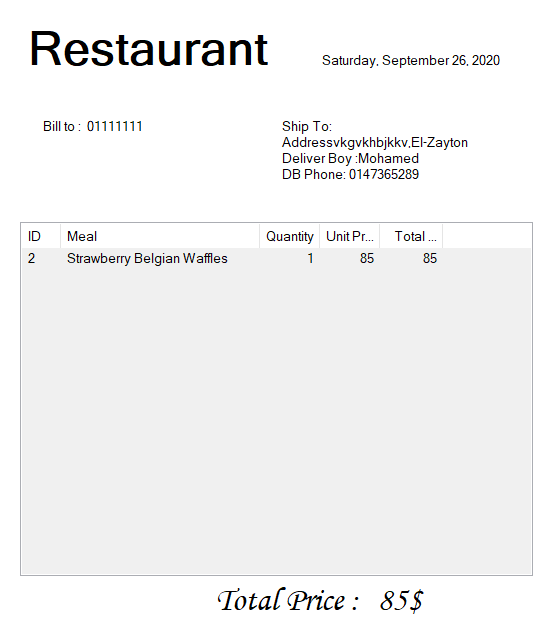 Restaurant
Saturday, September 26, 2020
Bill to : 01111111
Ship To:
Addressvkgvkhbjkkv,El-Zayton
Deliver Boy :Mohamed
DB Phone: 0147365289
ID Meal Quantity Unit Pr... Total ...
2 Strawberry Belgian Waffles 1 85 85
Total Price : 85$